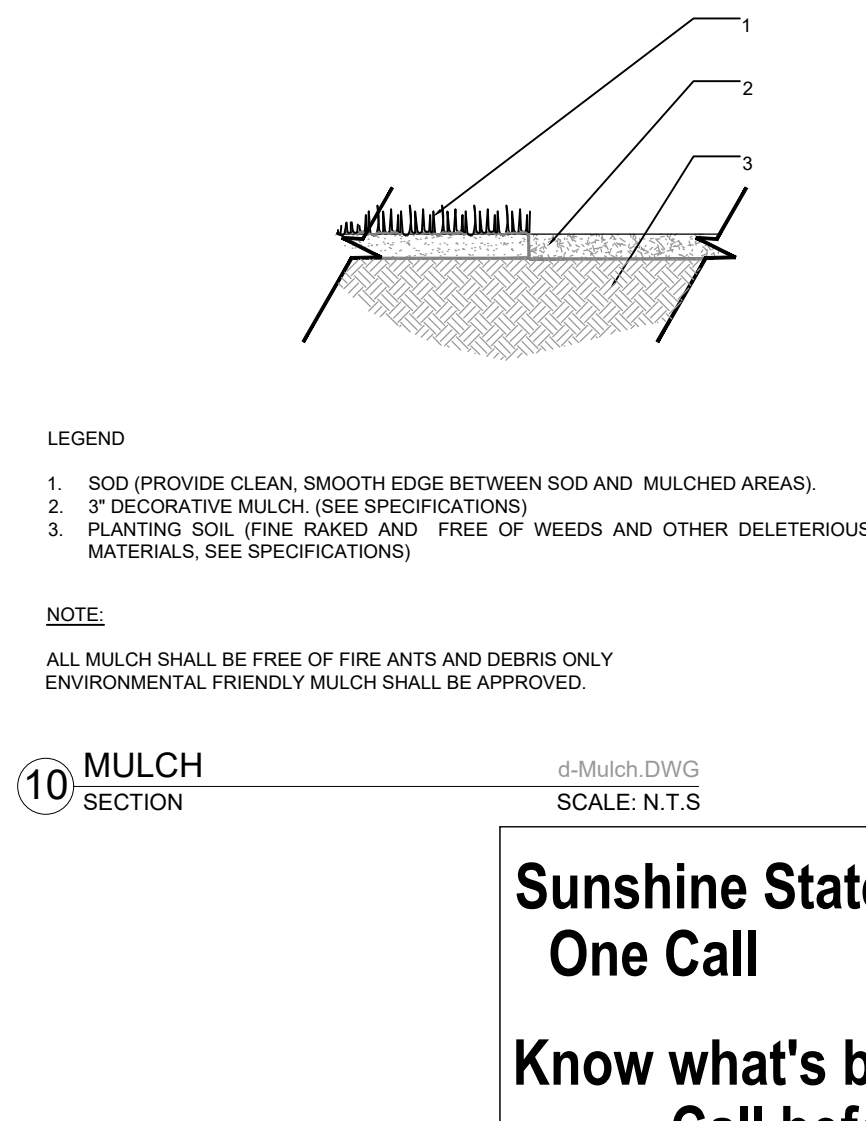 1
2
3
LEGEND
1. SOD (PROVIDE CLEAN, SMOOTH EDGE BETWEEN SOD AND MULCHED AREAS).
2. 3" DECORATIVE MULCH. (SEE SPECIFICATIONS)
3. PLANTING SOIL (FINE RAKED AND FREE OF WEEDS AND OTHER DELETERIOUS
MATERIALS, SEE SPECIFICATIONS)
NOTE:
ALL MULCH SHALL BE FREE OF FIRE ANTS AND DEBRIS ONLY
ENVIRONMENTAL FRIENDLY MULCH SHALL BE APPROVED.
10 MULCH d-Mulch.DWG
SECTION SCALE: N.T.S
Sunshine State
One Call
Know what's b
Call befo